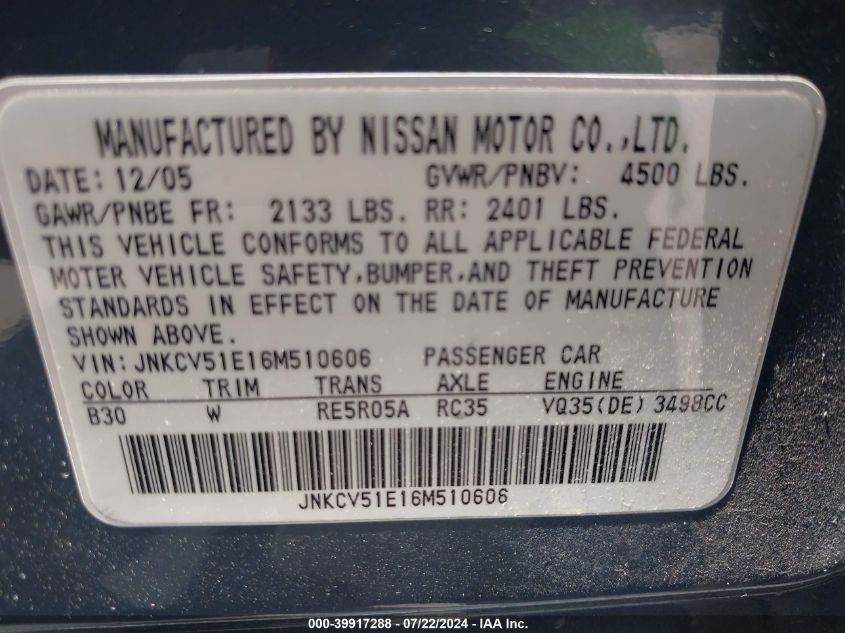 MANUFACTURED BY NISSAN MOTOR CO.,LTD.
DATE: 12/05 GVWR/PNBV: 4500 LBS.
GAWR/PNBE FR: 2133 LBS. RR: 2401 LBS.
THIS VEHICLE CONFORMS TO ALL APPLICABLE FEDERAL
MOTER VEHICLE SAFETY,BUMPER,AND THEFT PREVENTION
STANDARDS IN EFFECT ON THE DATE OF MANUFACTURE
SHOWN ABOVE.
VIN:JNKCV51E16M510606 PASSENGER CAR
COLOR TRIM TRANS AXLE ENGINE
B30 W RE5R05A RC35 VQ35(DE) 3498CC
JNKCV51E16M510606
000-39917288 - 07/22/2024 - IAA Inc.